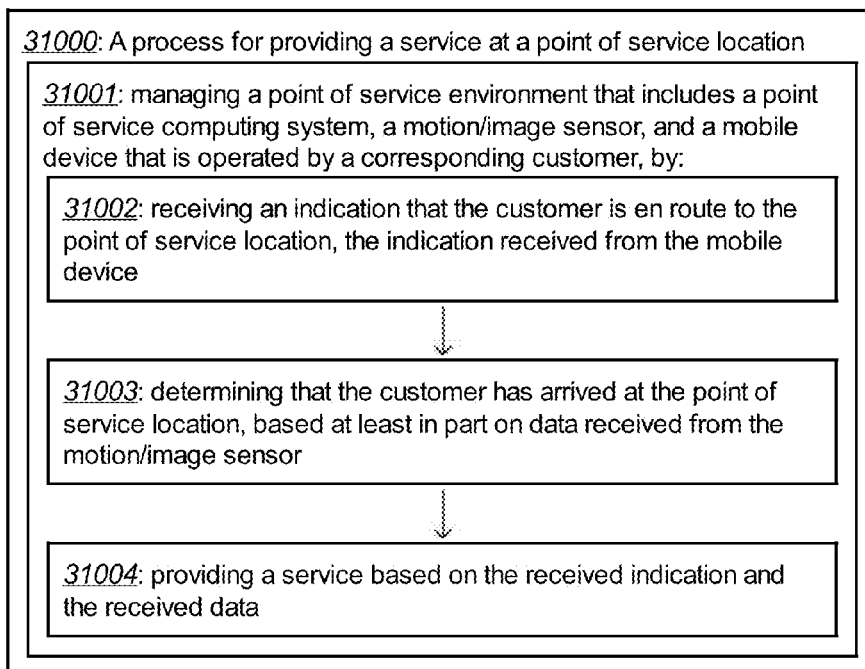 31000: A process for providing a service at a point of service location
31001: managing a point of service environment that includes a point
of service computing system, a motion/image sensor, and a mobile
device that is operated by a corresponding customer, by:
31002: receiving an indication that the customer is en route to the
point of service location, the indication received from the mobile
device
31003: determining that the customer has arrived at the point of
service location, based at least in part on data received from the
motion/image sensor
31004: providing a service based on the received indication and
the received data